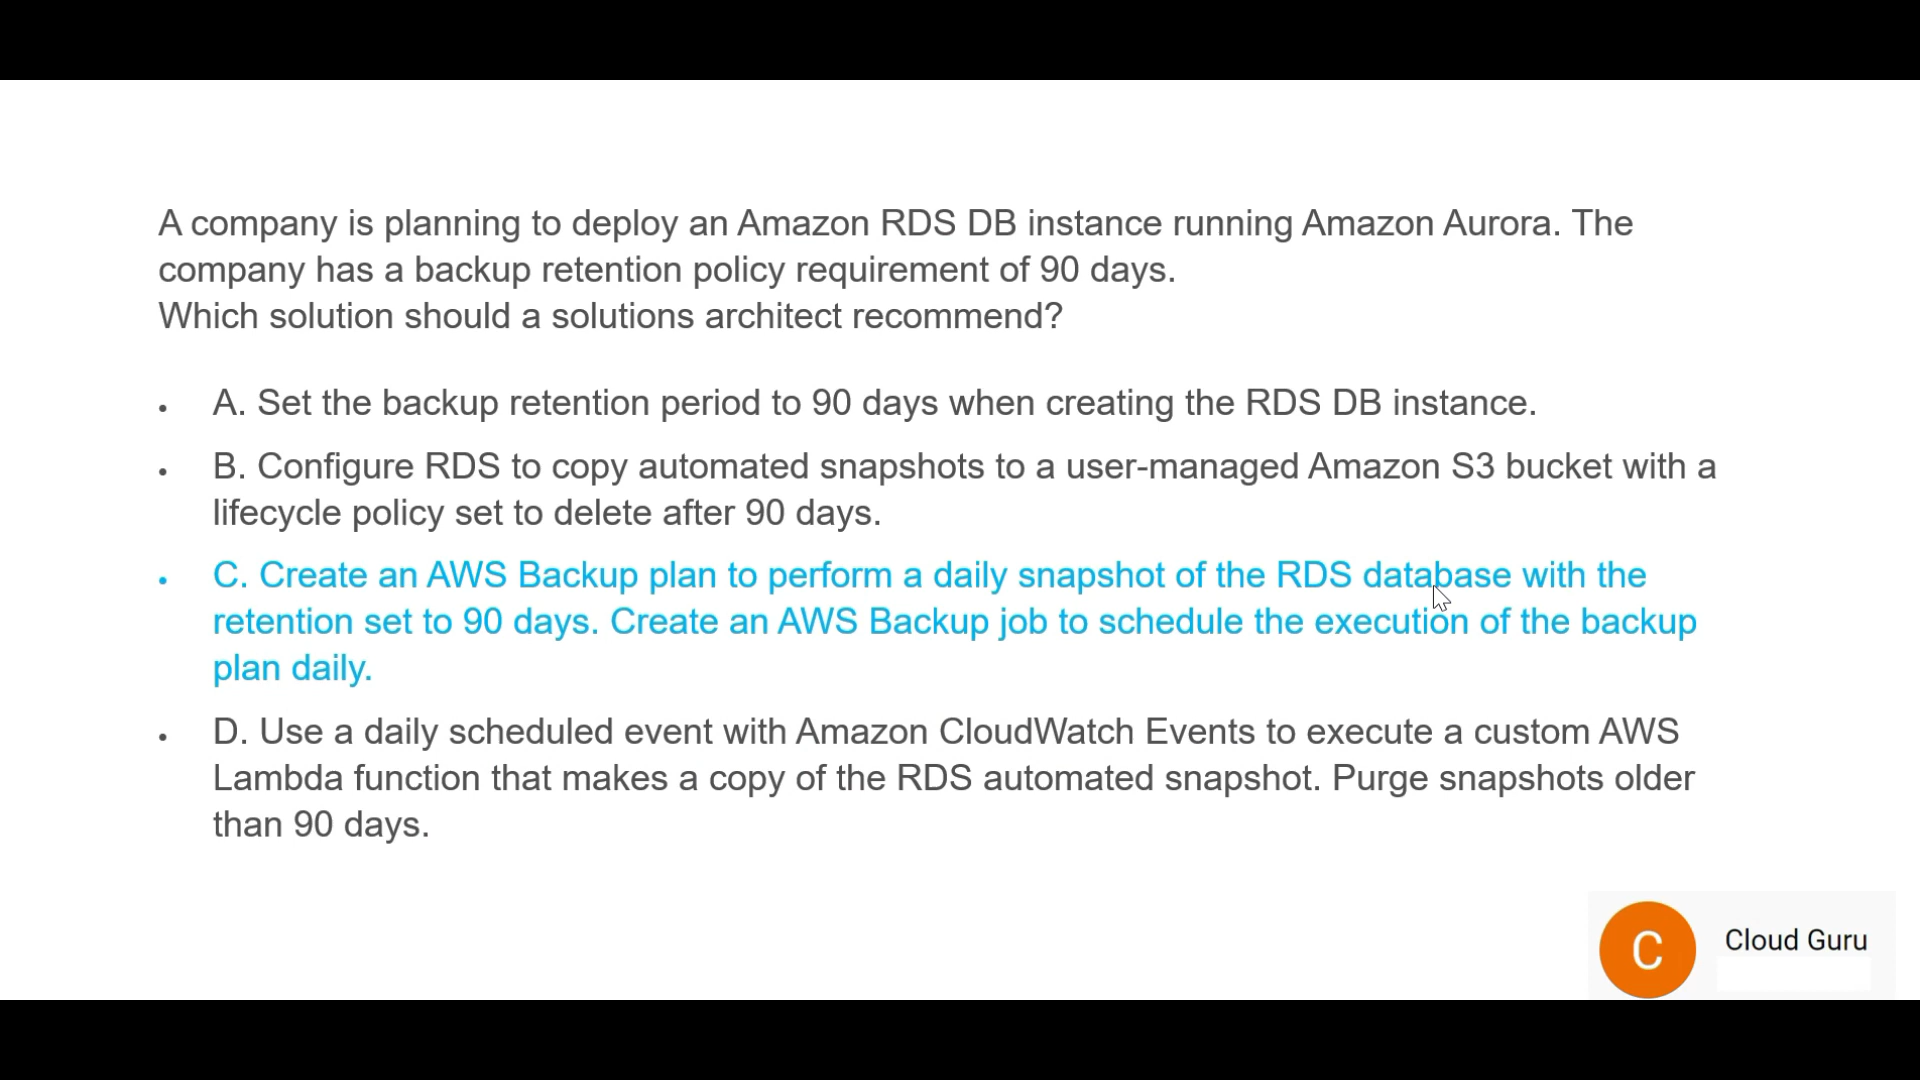 A company is planning to deploy an Amazon RDS DB instance running Amazon Aurora. The
company has a backup retention policy requirement of 90 days.
Which solution should a solutions architect recommend?
• A. Set the backup retention period to 90 days when creating the RDS DB instance.
• B. Configure RDS to copy automated snapshots to a user-managed Amazon S3 bucket with a
lifecycle policy set to delete after 90 days.
• C. Create an AWS Backup plan to perform a daily snapshot of the RDS database with the
retention set to 90 days. Create an AWS Backup job to schedule the execution of the backup
plan daily.
• D. Use a daily scheduled event with Amazon CloudWatch Events to execute a custom AWS
Lambda function that makes a copy of the RDS automated snapshot. Purge snapshots older
than 90 days.
C
Cloud Guru